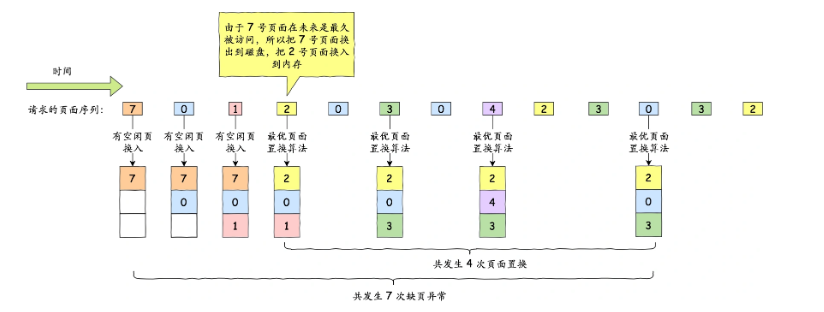 由于 7 号页面在未来是最久
被访问，所以把 7 号页面换
出到磁盘，把 2 号页面换入
到内存
时间
请求的页面序列： 7 0 1 2 0 3 0 4 2 3 0 3 2
有空闲页 有空闲页 有空闲页 最优页面 最优页面 最优页面 最优页面
换入 换入 换入 置换算法 置换算法 置换算法 置换算法
7 7 7 2 2 2 2
0 0 0 0 4 0
1 1 3 3 3
共发生 4 次页面置换
共发生 7 次缺页异常